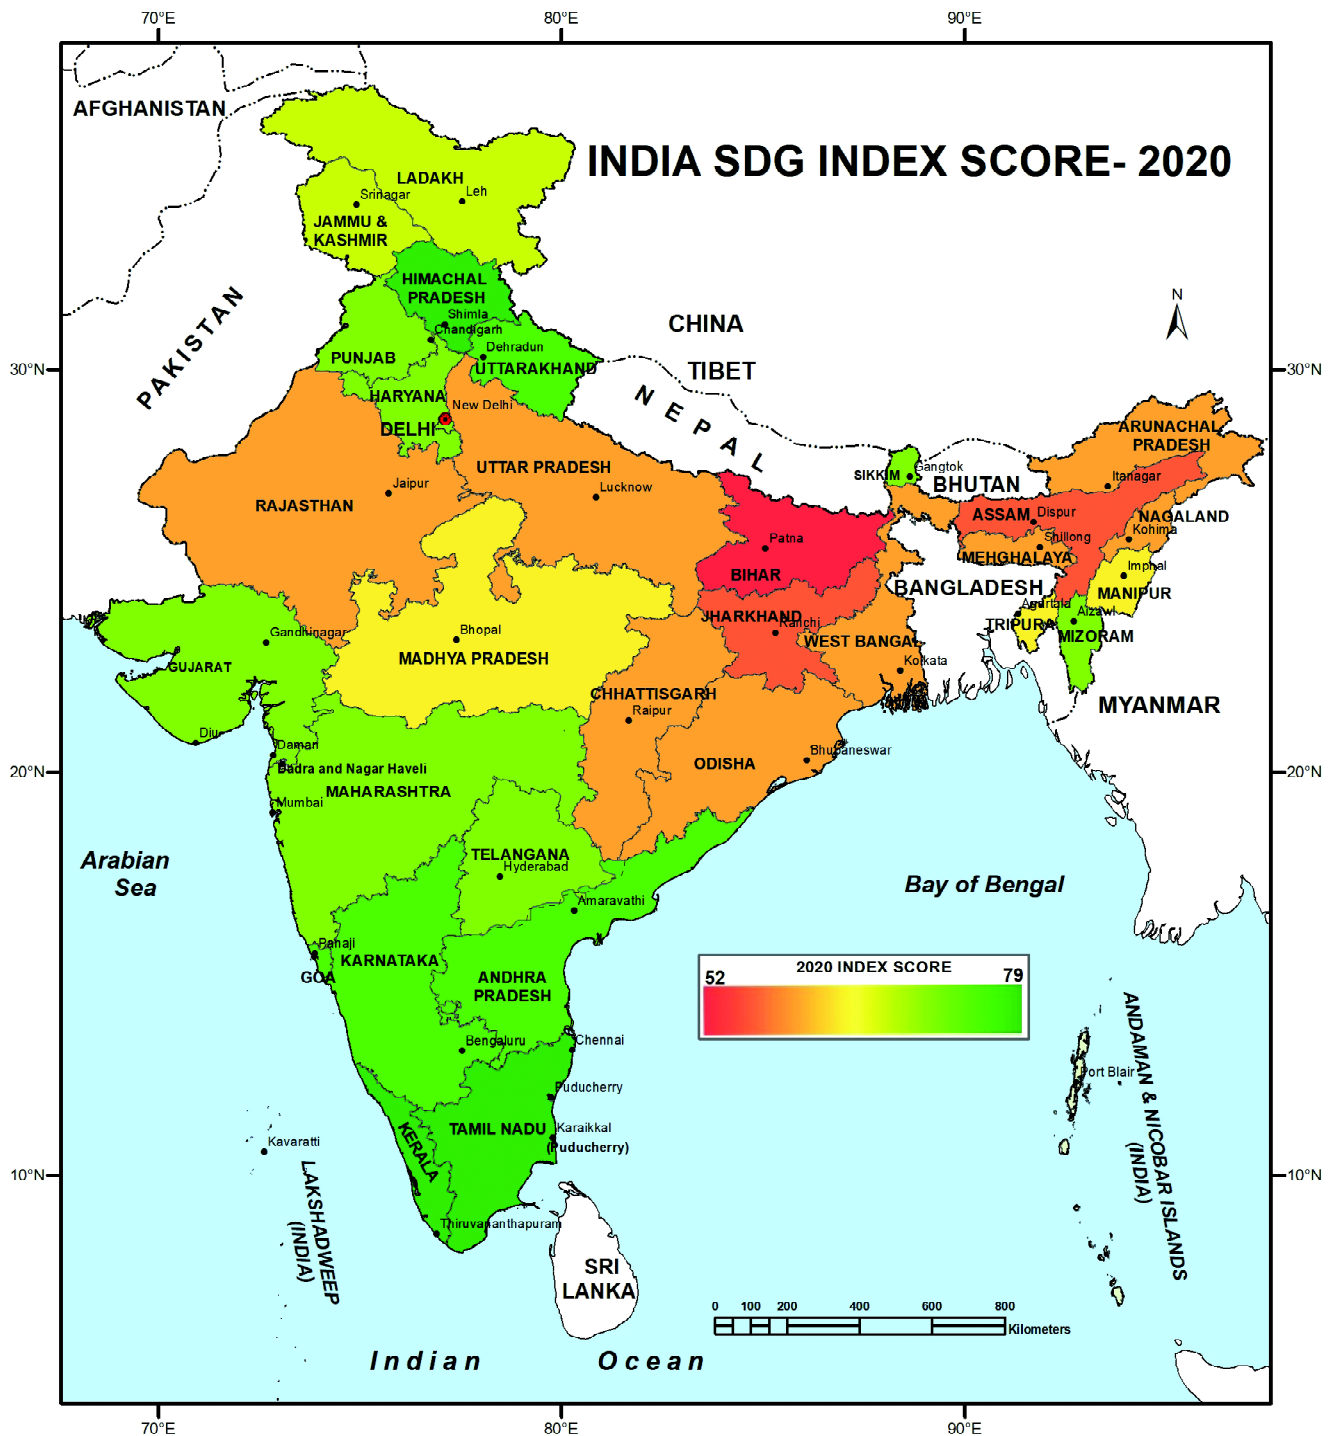 70°E
80°E
90°E
AFGHANISTAN
INDIA SDG INDEX SCORE- 2020
LADAKH
Leh
Srinagar
JAMMU &
KASHMIR
HIMACHAL
PRADESH
N
PAKISTAN
Shimla
CHINA
Chandigarh
Dehradun
PUNJAB
UTTARAKHAND
TIBET
30°N
30°N
HARYANA
New Delhi
NEPAL
DELHI
ARUNACHAL
PRADESH
UTTAR PRADESH
SIKKIM
Gangtok
Itanagar
BHUTAN
Jaipur
Lucknow
RAJASTHAN
ASSAM
Dispur
NAGALAND
Kohima
Patna
Shillong
MEHGHALAYA
Imphal
BIHAR
BANGLADESH
MANIPUR
Agartala
Aizawl
JHARKHAND
Ranchi
TRIPURA
MIZORAM
Gandhinagar
WEST BANGAL
Bhopal
MADHYA PRADESH
GUJARAT
Kolkata
CHHATTISGARH
Raipur
MYANMAR
Diu
Daman
Bhubaneswar
ODISHA
Dadra and Nagar Haveli
20°N
20°N
MAHARASHTRA
Mumbai
TELANGANA
Hyderabad
Arabian
Sea
Bay of Bengal
Amaravathi
Panaji
KARNATAKA
GOA
ANDHRA
PRADESH
2020 INDEX SCORE
52
79
Bengaluru
Chennai
ANDAMAN & NICOBAR ISLANDS
(INDIA)
Port Blair
Puducherry
TAMIL NADU
Karaikkal
(Puducherry)
KERALA
Kavaratti
LAKSHADWEEP
(INDIA)
10°N
10°N
Thiruvananthapuram
SRI
LANKA
0 100 200 400 600 800
Kilometers
Indian Ocean
70°E
80°E
90°E